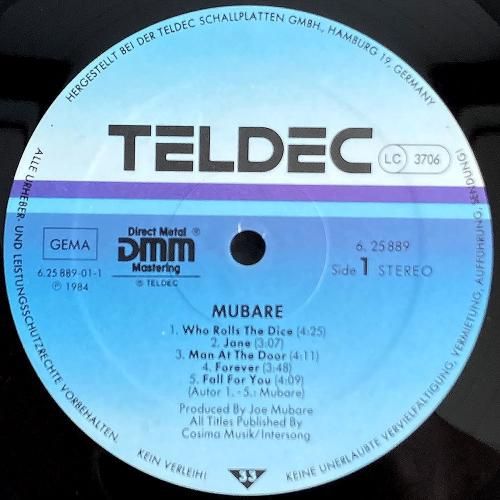 HERGESTELLT BEI DER TELDEC SCHALLPLATTEN GMBH., HAMBURG 19, GERMANY
TELDEC
LC 3706
GEMA
6.25 889-01-1
℗ 1984
Direct Metal ®
DMM
Mastering
© TELDEC
6. 25 889
Side 1 STEREO
MUBARE
1. Who Rolls The Dice (4:25)
2. Jane (3:07)
3. Man At The Door (4:11)
4. Forever (3:48)
5. Fall For You (4:09)
(Autor 1. - 5.: Mubare)
Produced By Joe Mubare
All Titles Published By
Cosima Musik/Intersong
33
ALLE URHEBER- UND LEISTUNGSSCHUTZRECHTE VORBEHALTEN.
KEIN VERLEIH!
KEINE UNERLAUBTE VERVIELFÄLTIGUNG, VERMIETUNG, AUFFÜHRUNG, SENDUNG!